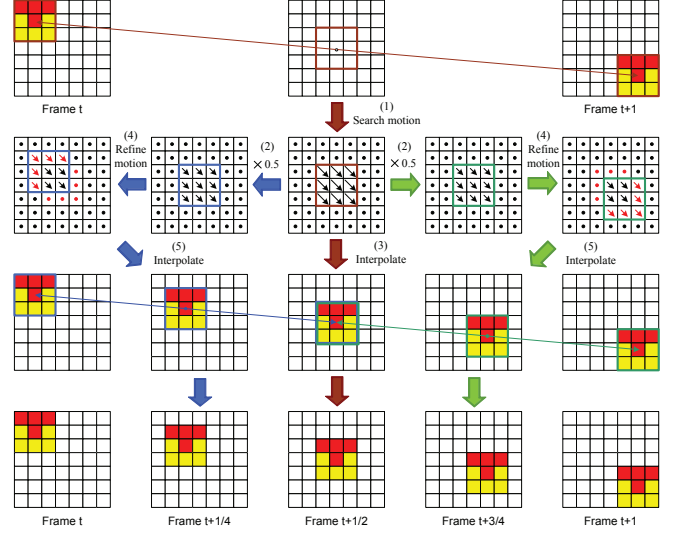 Frame t
Frame t+1
(1)
Search motion
(4)
Refine
motion
(2)
×0.5
(2)
×0.5
(4)
Refine
motion
(5)
Interpolate
(3)
Interpolate
(5)
Interpolate
Frame t
Frame t+1/4
Frame t+1/2
Frame t+3/4
Frame t+1